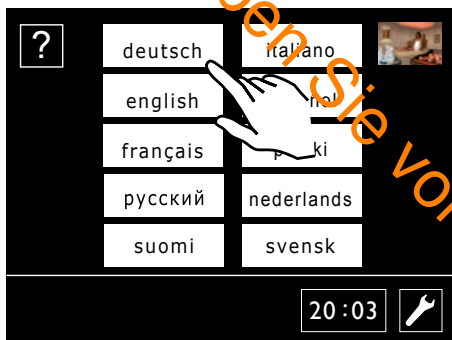 ?
deutsch italiano
english
français
русский nederlands
suomi svensk
20:03
Sie